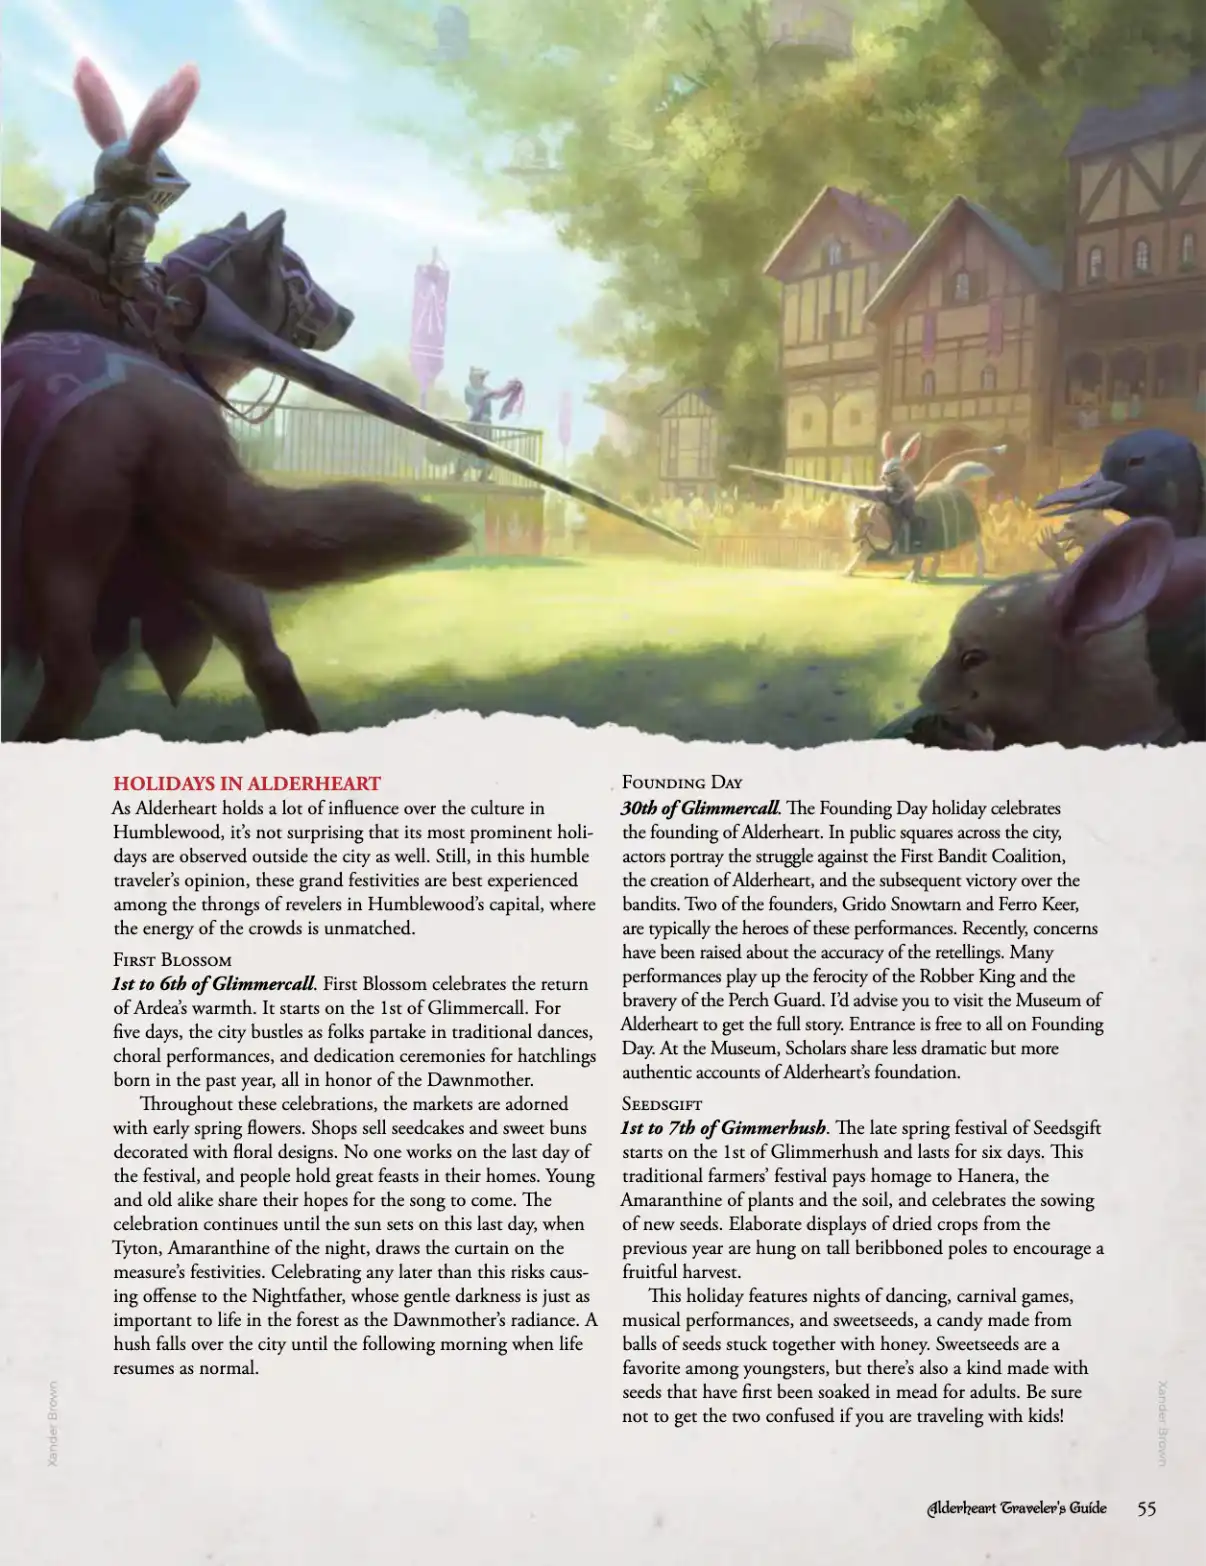 HOLIDAYS IN ALDERHEART
As Alderheart holds a lot of influence over the culture in
Humblewood, it's not surprising that its most prominent holi-
days are observed outside the city as well. Still, in this humble
traveler's opinion, these grand festivities are best experienced
among the throngs of revelers in Humblewood's capital, where
the energy of the crowds is unmatched.
First Blossom
1st to 6th of Glimmercall. First Blossom celebrates the return
of Ardea's warmth. It starts on the 1st of Glimmercall. For
five days, the city bustles as folks partake in traditional dances,
choral performances, and dedication ceremonies for hatchlings
born in the past year, all in honor of the Dawnmother.
Throughout these celebrations, the markets are adorned
with early spring flowers. Shops sell seedcakes and sweet buns
decorated with floral designs. No one works on the last day of
the festival, and people hold great feasts in their homes. Young
and old alike share their hopes for the song to come. The
celebration continues until the sun sets on this last day, when
Tyton, Amaranthine of the night, draws the curtain on the
measure's festivities. Celebrating any later than this risks caus-
ing offense to the Nightfather, whose gentle darkness is just as
important to life in the forest as the Dawnmother's radiance. A
hush falls over the city until the following morning when life
resumes as normal.
Founding Day
30th of Glimmercall. The Founding Day holiday celebrates
the founding of Alderheart. In public squares across the city,
actors portray the struggle against the First Bandit Coalition,
the creation of Alderheart, and the subsequent victory over the
bandits. Two of the founders, Grido Snowtarn and Ferro Keer,
are typically the heroes of these performances. Recently, concerns
have been raised about the accuracy of the retellings. Many
performances play up the ferocity of the Robber King and the
bravery of the Perch Guard. I'd advise you to visit the Museum of
Alderheart to get the full story. Entrance is free to all on Founding
Day. At the Museum, Scholars share less dramatic but more
authentic accounts of Alderheart's foundation.
Seedsgift
1st to 7th of Gimmerhush. The late spring festival of Seedsgift
starts on the 1st of Glimmerhush and lasts for six days. This
traditional farmers' festival pays homage to Hanera, the
Amaranthine of plants and the soil, and celebrates the sowing
of new seeds. Elaborate displays of dried crops from the
previous year are hung on tall beribboned poles to encourage a
fruitful harvest.
This holiday features nights of dancing, carnival games,
musical performances, and sweetseeds, a candy made from
balls of seeds stuck together with honey. Sweetseeds are a
favorite among youngsters, but there's also a kind made with
seeds that have first been soaked in mead for adults. Be sure
not to get the two confused if you are traveling with kids!
Xander Brown
Xander Brown
Alderheart Traveler's Guide 55